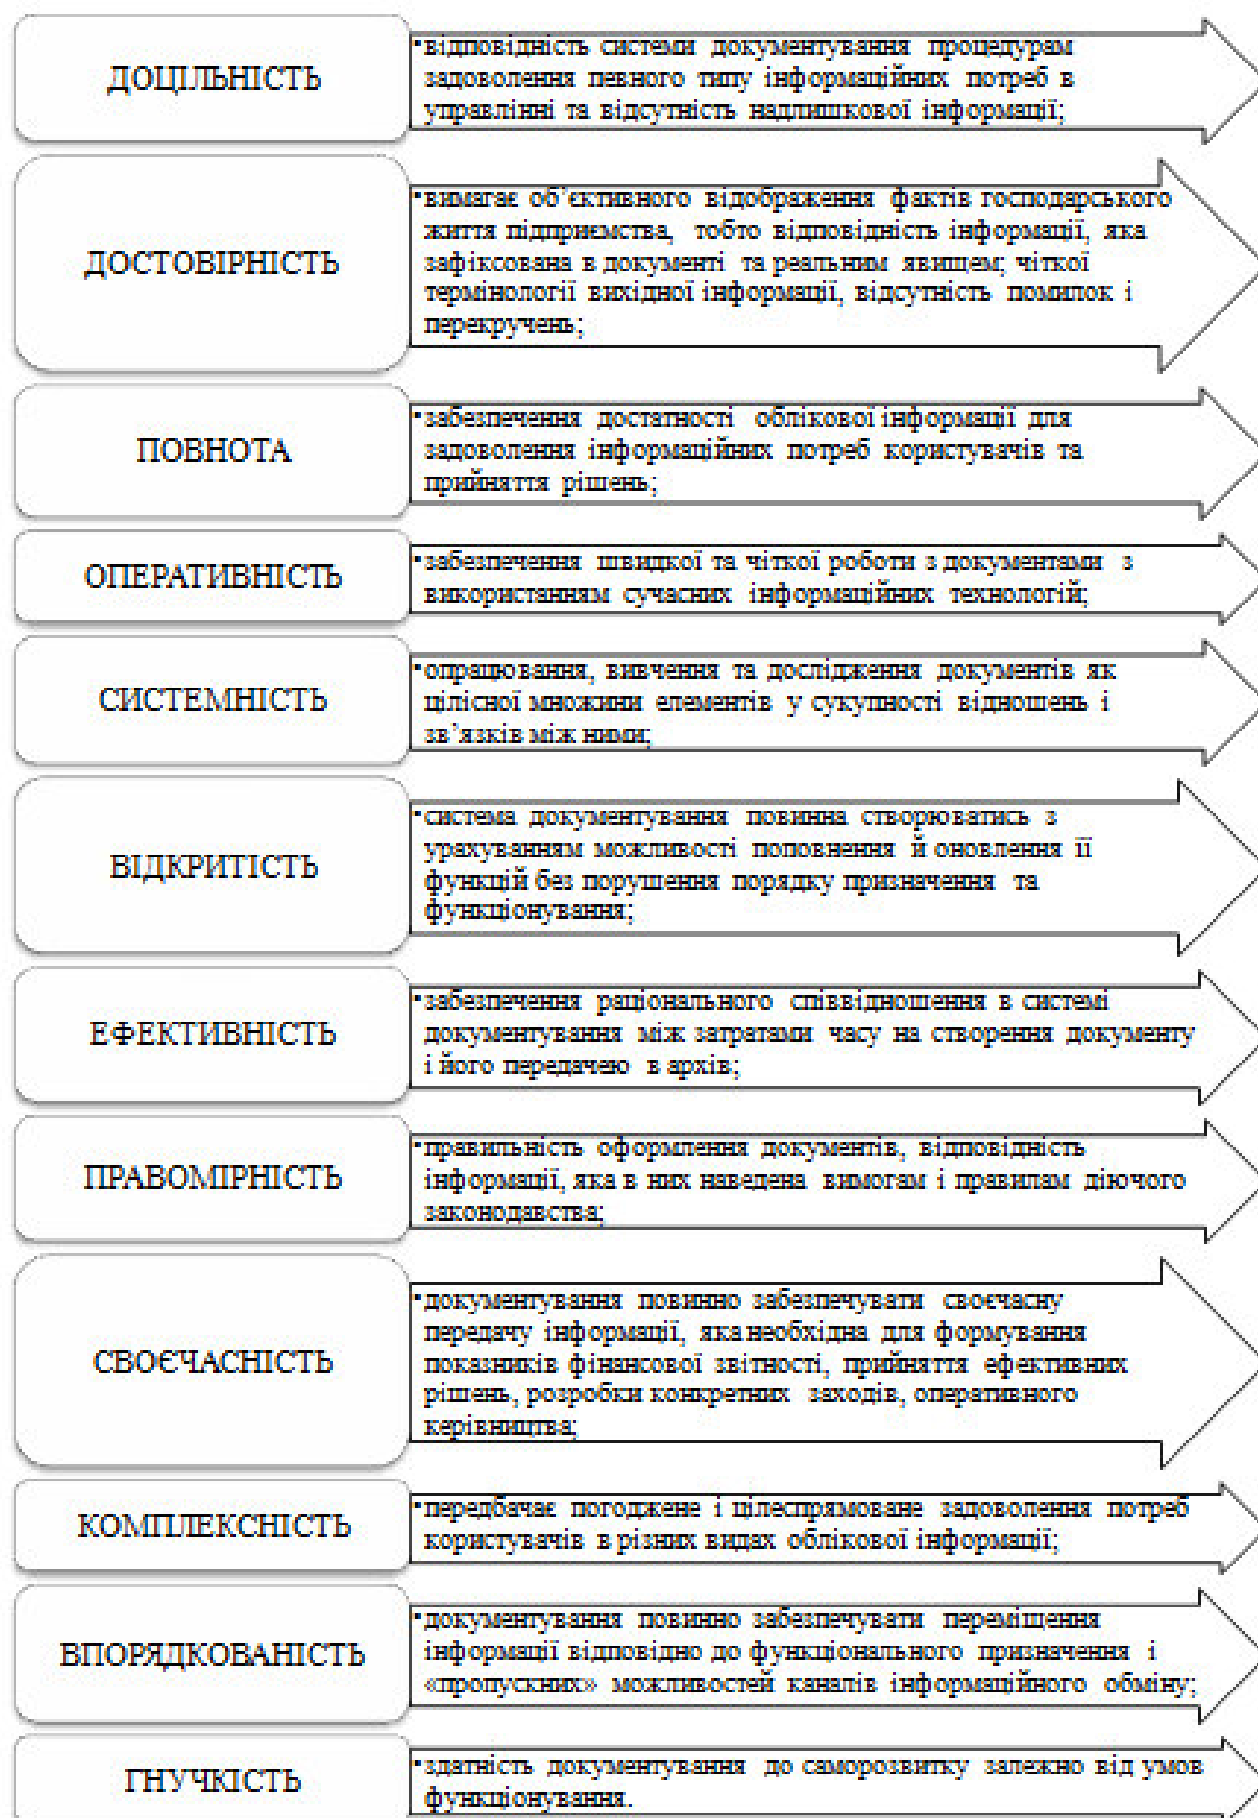 ДОЦІЛЬНІСТЬ
•відповідність системи документування процедурам
задоволення певного типу інформаційних потреб в
управлінні та відсутність надлишкової інформації;
ДОСТОВІРНІСТЬ
•вимагає об’єктивного відображення фактів господарського
життя підприємства, тобто відповідність інформації, яка
зафіксована в документі та реальним явищем; чіткої
термінології вихідної інформації, відсутність помилок і
перекручень;
ПОВНОТА
•забезпечення достатності облікової інформації для
задоволення інформаційних потреб користувачів та
прийняття рішень;
ОПЕРАТИВНІСТЬ
•забезпечення швидкої та чіткої роботи з документами з
використанням сучасних інформаційних технологій;
СИСТЕМНІСТЬ
•опрацювання, вивчення та дослідження документів як
цілісної множини елементів у сукупності відношень і
зв’язків між ними;
ВІДКРИТІСТЬ
•система документування повинна створюватись з
урахуванням можливості поповнення й оновлення її
функцій без порушення порядку призначення та
функціонування;
ЕФЕКТИВНІСТЬ
•забезпечення раціонального співвідношення в системі
документування між затратами часу на створення документу
і його передачею в архів;
ПРАВОМІРНІСТЬ
•правильність оформлення документів, відповідність
інформації, яка в них наведена вимогам і правилам діючого
законодавства;
СВОЄЧАСНІСТЬ
•документування повинно забезпечувати своєчасну
передачу інформації, яка необхідна для формування
показників фінансової звітності, прийняття ефективних
рішень, розробки конкретних заходів, оперативного
керівництва;
КОМПЛЕКСНІСТЬ
•передбачає погоджене і цілеспрямоване задоволення потреб
користувачів в різних видах облікової інформації;
ВПОРЯДКОВАНІСТЬ
•документування повинно забезпечувати переміщення
інформації відповідно до функціонального призначення і
«пропускних» можливостей каналів інформаційного обміну;
ГНУЧКІСТЬ
•здатність документування до саморозвитку залежно від умов
функціонування.